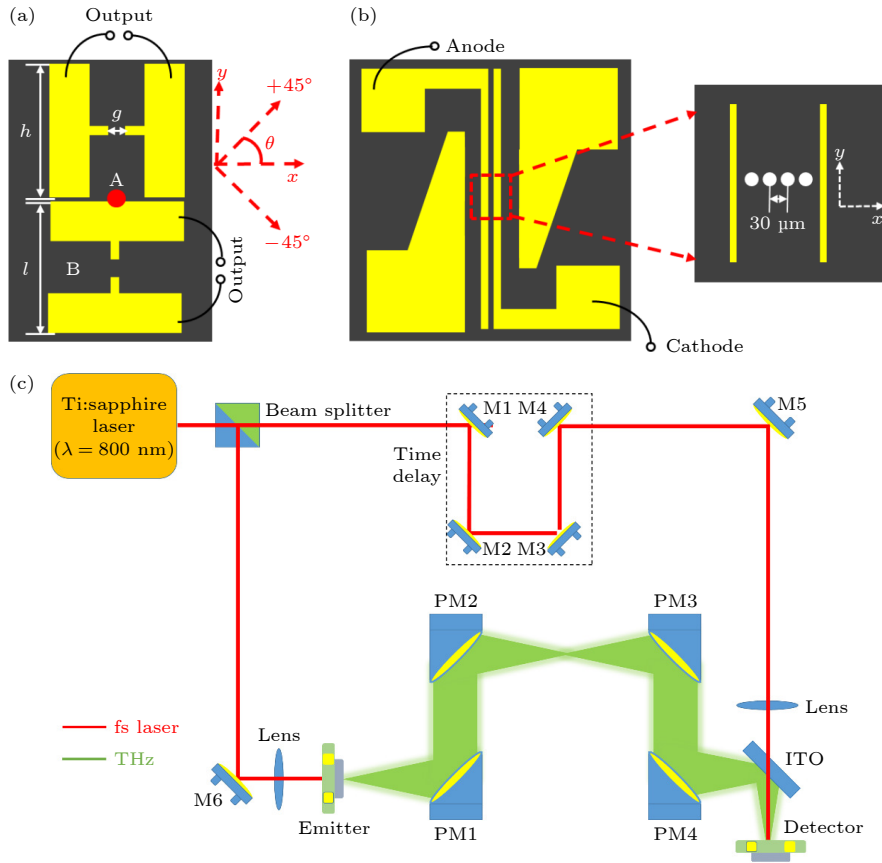 (a)
Output
h
g
A
l
B
Output
y
+45°
θ
x
−45°
(b)
Anode
Cathode
30 µm
y
x
(c)
Ti:sapphire
laser
(λ = 800 nm)
Beam splitter
M1 M4
Time
delay
M2 M3
M5
PM2
PM3
Lens
fs laser
THz
Lens
M6
Emitter
PM1
PM4
ITO
Detector